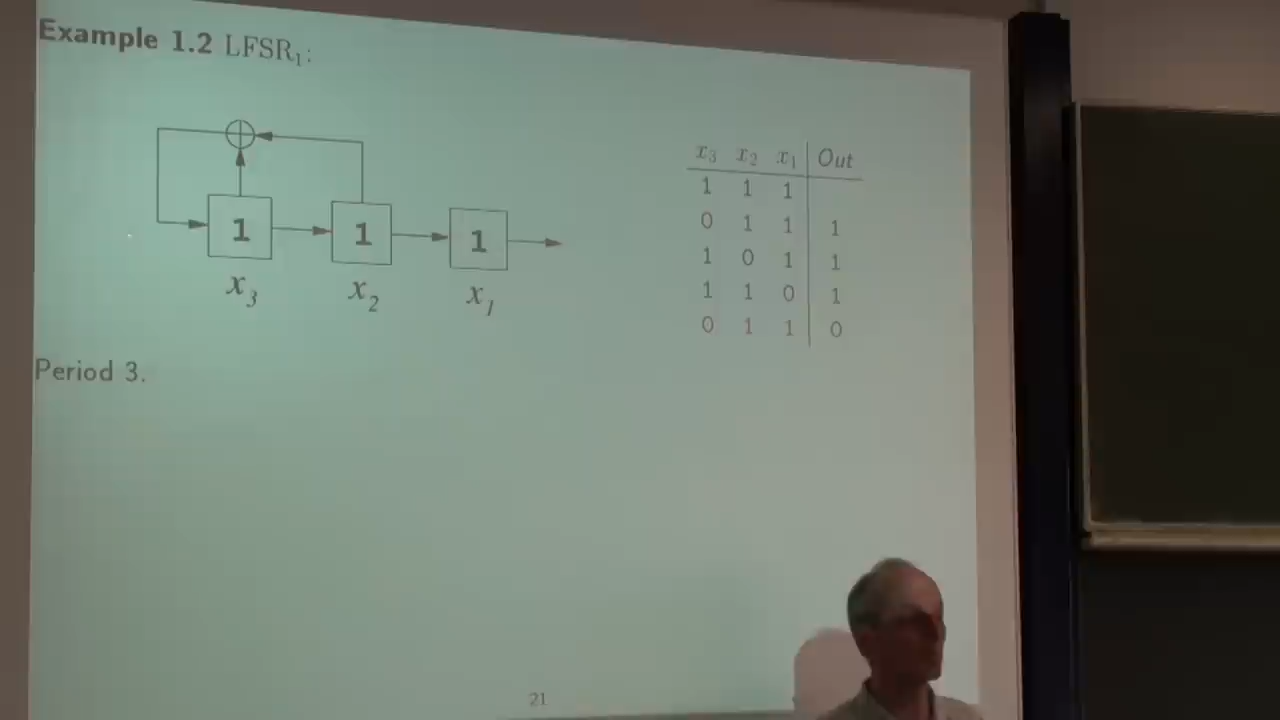 Example 1.2 LFSR₁:
1 1 1
x₃ x₂ x₁
x₃ x₂ x₁ Out
1 1 1
0 1 1 1
1 0 1 1
1 1 0 1
0 1 1 0
Period 3.
21